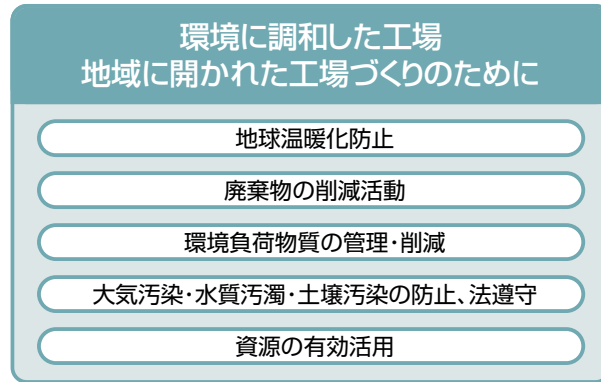 環境に調和した工場
地域に開かれた工場づくりのために
地球温暖化防止
廃棄物の削減活動
環境負荷物質の管理・削減
大気汚染・水質汚濁・土壌汚染の防止、法遵守
資源の有効活用